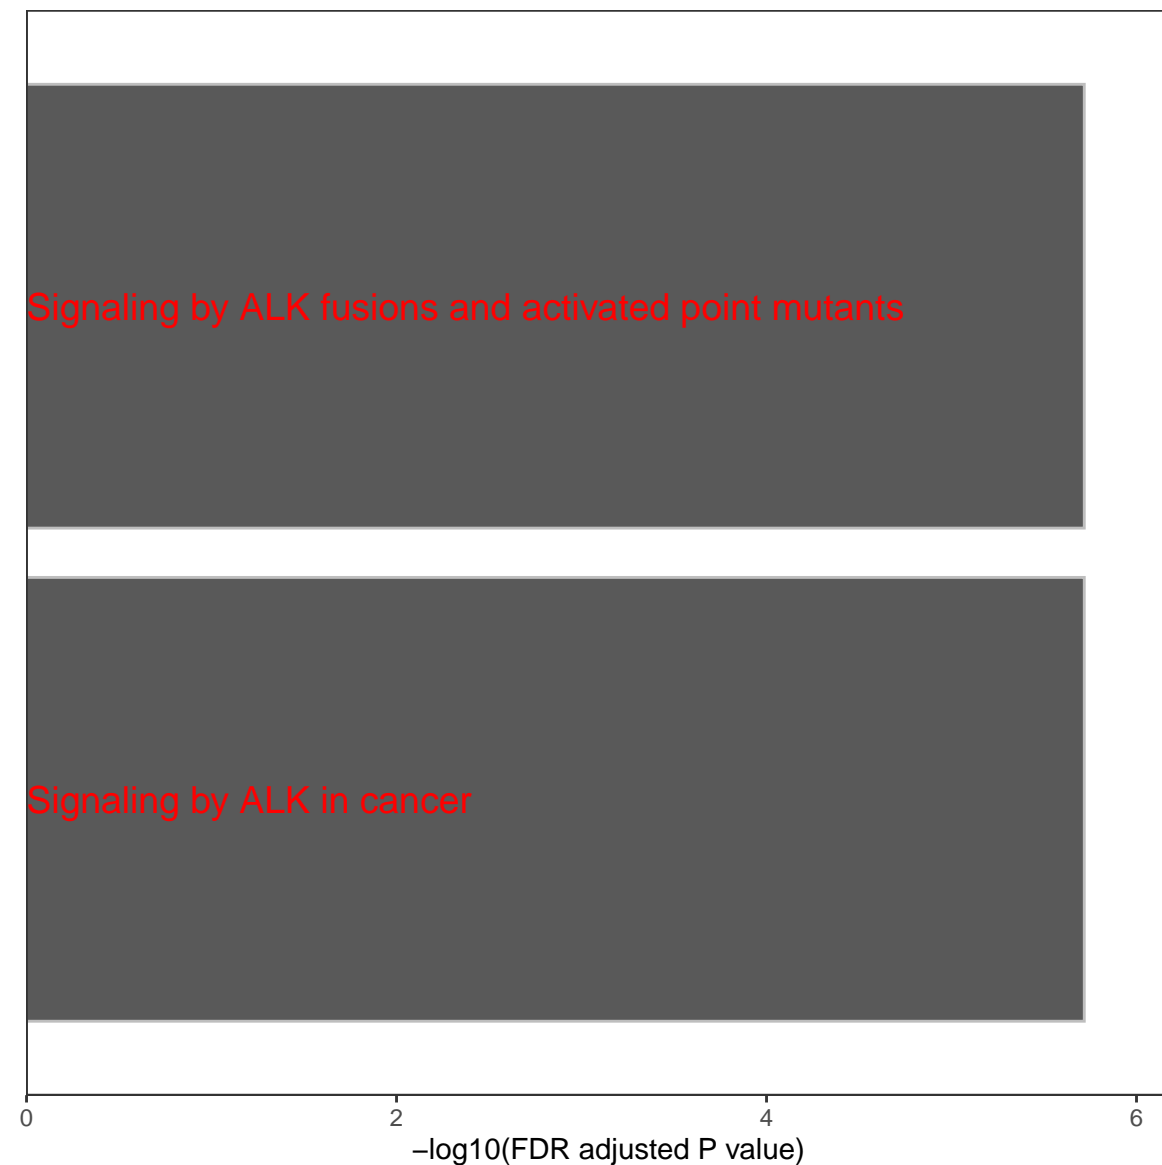 Signaling by ALK fusions and activated point mutants
Signaling by ALK in cancer
0 2 4 6
−log10(FDR adjusted P value)